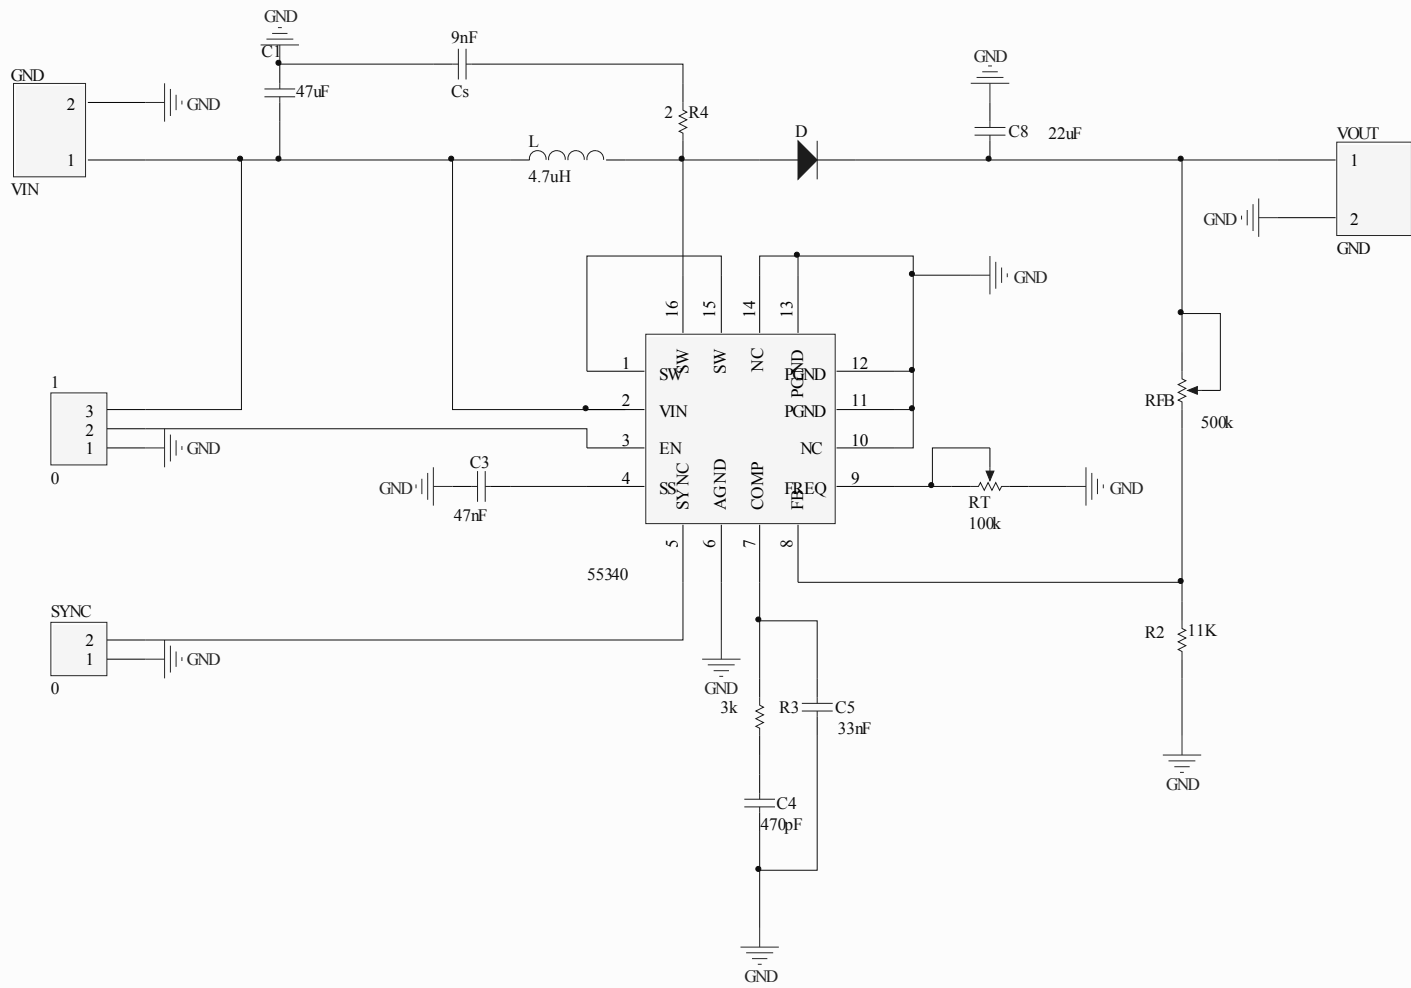 GND
C1
9nF
Cs
GND
2
1
VIN
GND
47uF
2
R4
L
4.7uH
D
GND
C8
22uF
VOUT
1
2
GND
GND
GND
16
15
14
13
SW
SW
NC
PGND
1
SW
2
VIN
3
EN
4
SS
12
PGND
11
PGND
10
NC
9
FREQ
SYNC
AGND
COMP
FB
5
6
7
8
55340
1
3
2
1
0
GND
GND
C3
47nF
RT
100k
GND
RFB
500k
SYNC
2
1
0
GND
GND
3k
R3
C5
33nF
C4
470pF
GND
R2
11K
GND